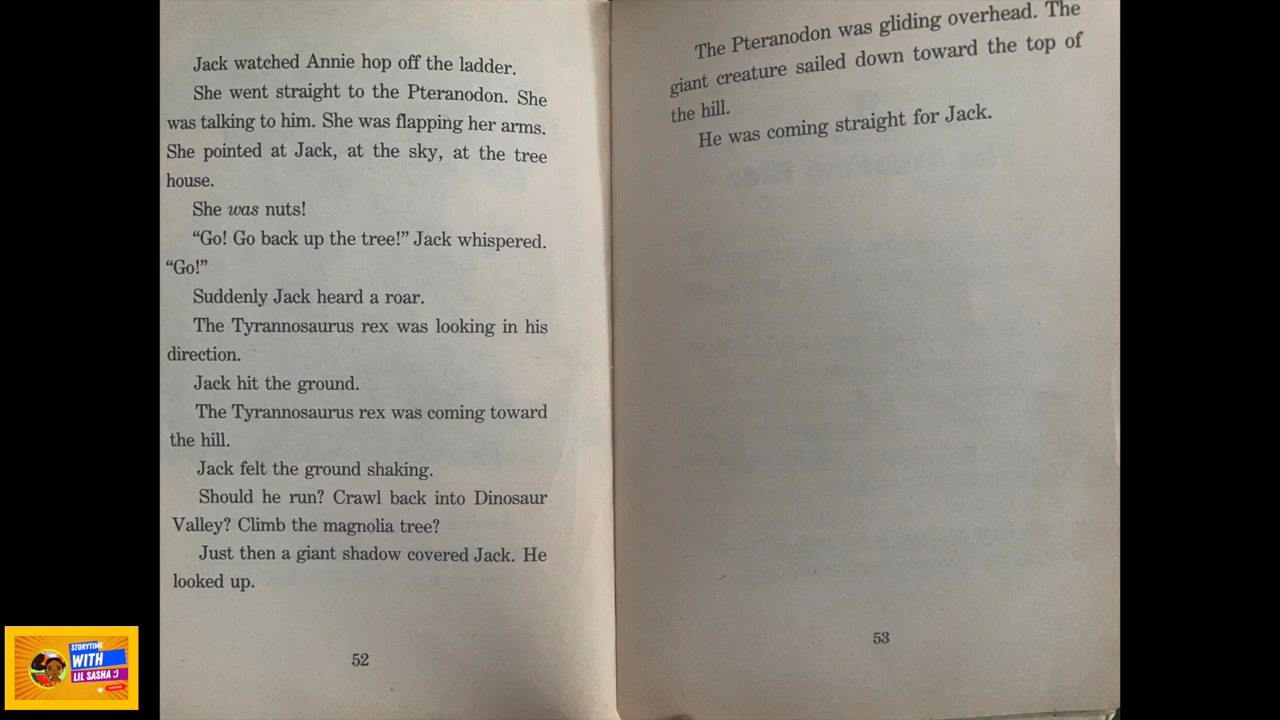 Jack watched Annie hop off the ladder.
She went straight to the Pteranodon. She
was talking to him. She was flapping her arms.
She pointed at Jack, at the sky, at the tree
house.
She was nuts!
“Go! Go back up the tree!” Jack whispered.
“Go!”
Suddenly Jack heard a roar.
The Tyrannosaurus rex was looking in his
direction.
Jack hit the ground.
The Tyrannosaurus rex was coming toward
the hill.
Jack felt the ground shaking.
Should he run? Crawl back into Dinosaur
Valley? Climb the magnolia tree?
Just then a giant shadow covered Jack. He
looked up.
52
The Pteranodon was gliding overhead. The
giant creature sailed down toward the top of
the hill.
He was coming straight for Jack.
53
STORYTIME
WITH
LIL SASHA :)